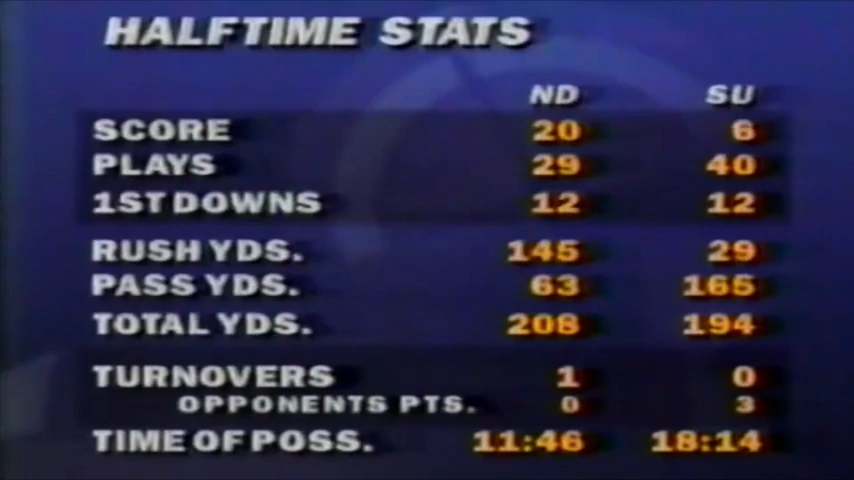 HALFTIME STATS
ND SU
SCORE 20 6
PLAYS 29 40
1ST DOWNS 12 12
RUSH YDS. 145 29
PASS YDS. 63 165
TOTAL YDS. 208 194
TURNOVERS 1 0
OPPONENTS PTS. 0 3
TIME OF POSS. 11:46 18:14